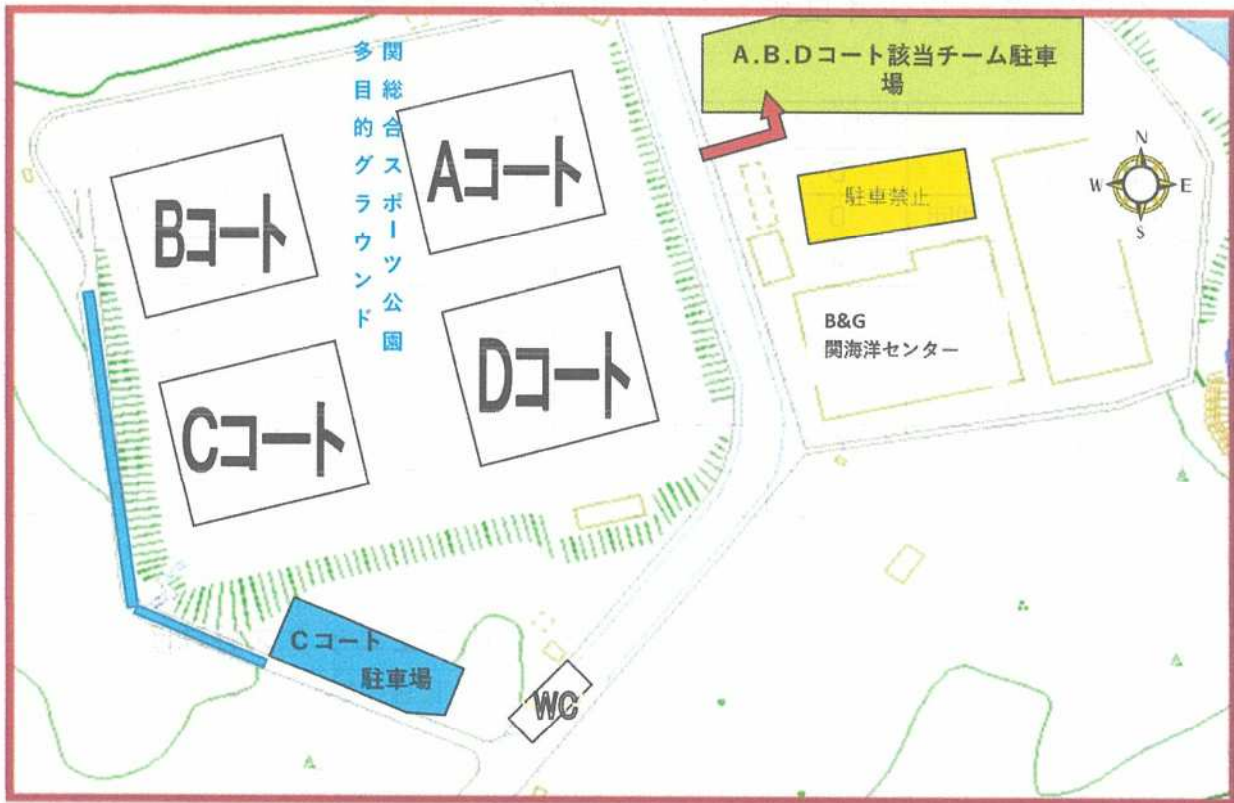 関総合スポーツ公園
多目的グラウンド
A.B.Dコート該当チーム駐車
場
Aコート
Bコート
N
W
E
S
駐車禁止
B&G
関海洋センター
Dコート
Cコート
Cコート
駐車場
WC